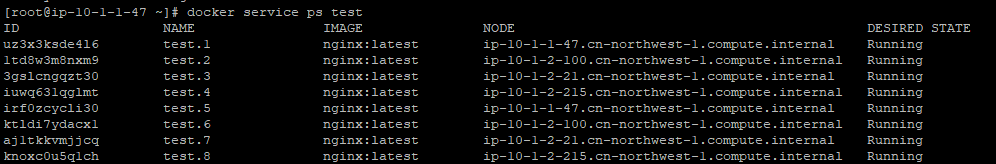 [root@ip-10-1-1-47 ~]# docker service ps test
ID NAME IMAGE NODE DESIRED STATE
uz3x3ksde4l6 test.1 nginx:latest ip-10-1-1-47.cn-northwest-1.compute.internal Running
ltd8w3m8nxm9 test.2 nginx:latest ip-10-1-2-100.cn-northwest-1.compute.internal Running
3gslcngqzt30 test.3 nginx:latest ip-10-1-2-21.cn-northwest-1.compute.internal Running
iuwq631qglmt test.4 nginx:latest ip-10-1-2-215.cn-northwest-1.compute.internal Running
irf0zcycli30 test.5 nginx:latest ip-10-1-1-47.cn-northwest-1.compute.internal Running
ktldi7ydacx1 test.6 nginx:latest ip-10-1-2-100.cn-northwest-1.compute.internal Running
ajltkkvmjjcq test.7 nginx:latest ip-10-1-2-21.cn-northwest-1.compute.internal Running
knoxc0u5qlch test.8 nginx:latest ip-10-1-2-215.cn-northwest-1.compute.internal Running